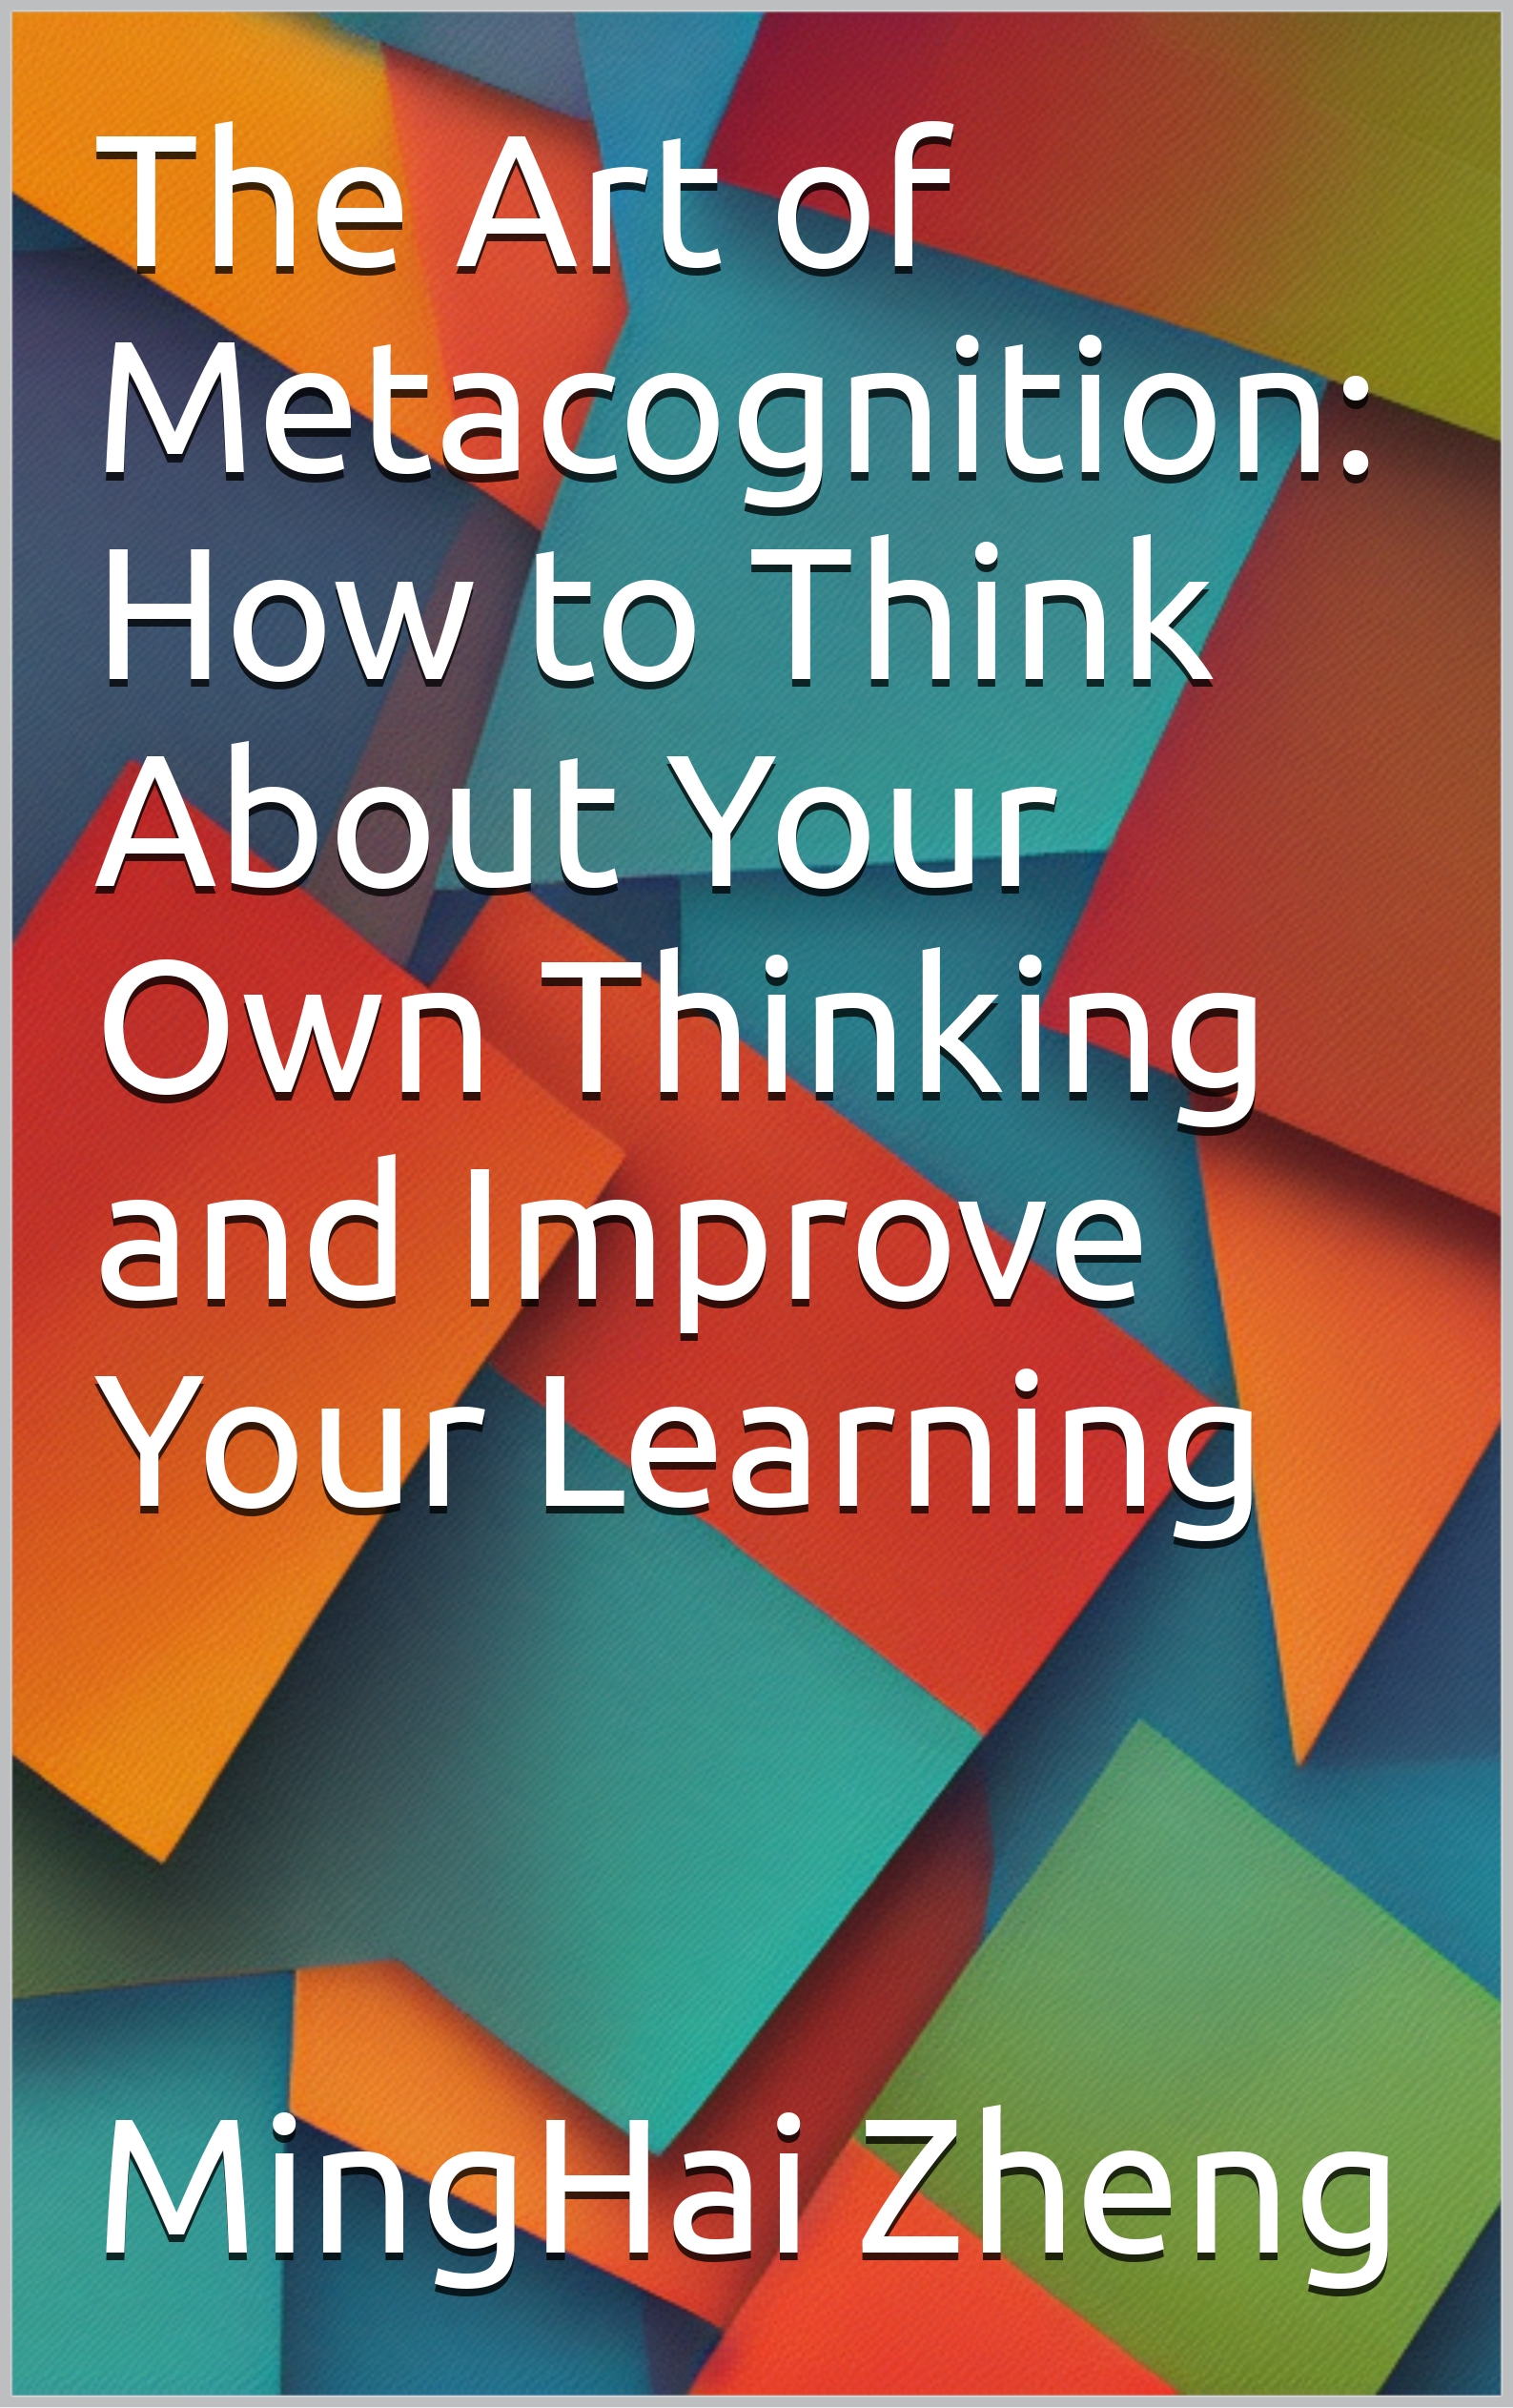 The Art of
Metacognition:
How to Think
About Your
Own Thinking
and Improve
Your Learning
MingHai Zheng